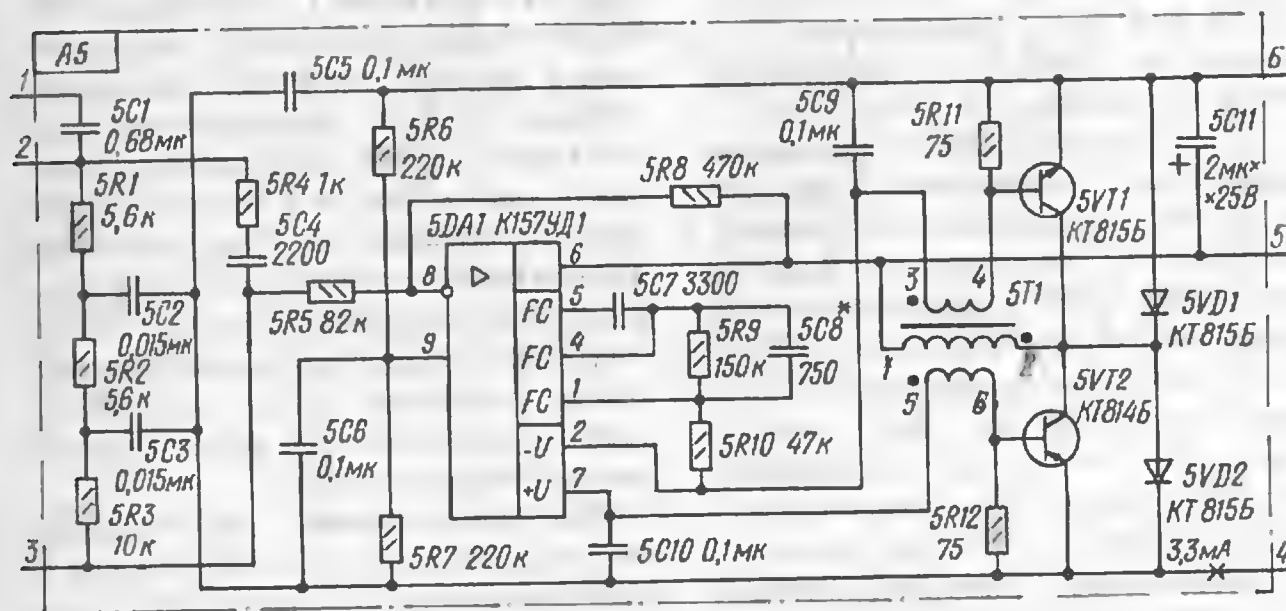 A5
1
5C1
0,68мк
2
5R1
5,6к
5C2
0,015мк
5R2
5,6к
5C3
0,015мк
5R3
10к
3
5C5 0,1мк
5R6
220к
5R4 1к
5C4
2200
5R5 82к
5C6
0,1мк
5R7 220к
5DA1 К157УД1
8
9
FC
FC
FC
-U
+U
6
5
4
1
2
7
5R8 470к
5C7 3300
5R9
150к
5C8*
750
5R10 47к
5C10 0,1мк
5C9
0,1мк
5R11
75
3
4
5T1
1
5
6
5R12
75
5VT1
КТ815Б
5VT2
КТ814Б
5VD1
КТ815Б
5VD2
КТ815Б
5C11
+
2мк×
×25В
3,3мА
6
5
4